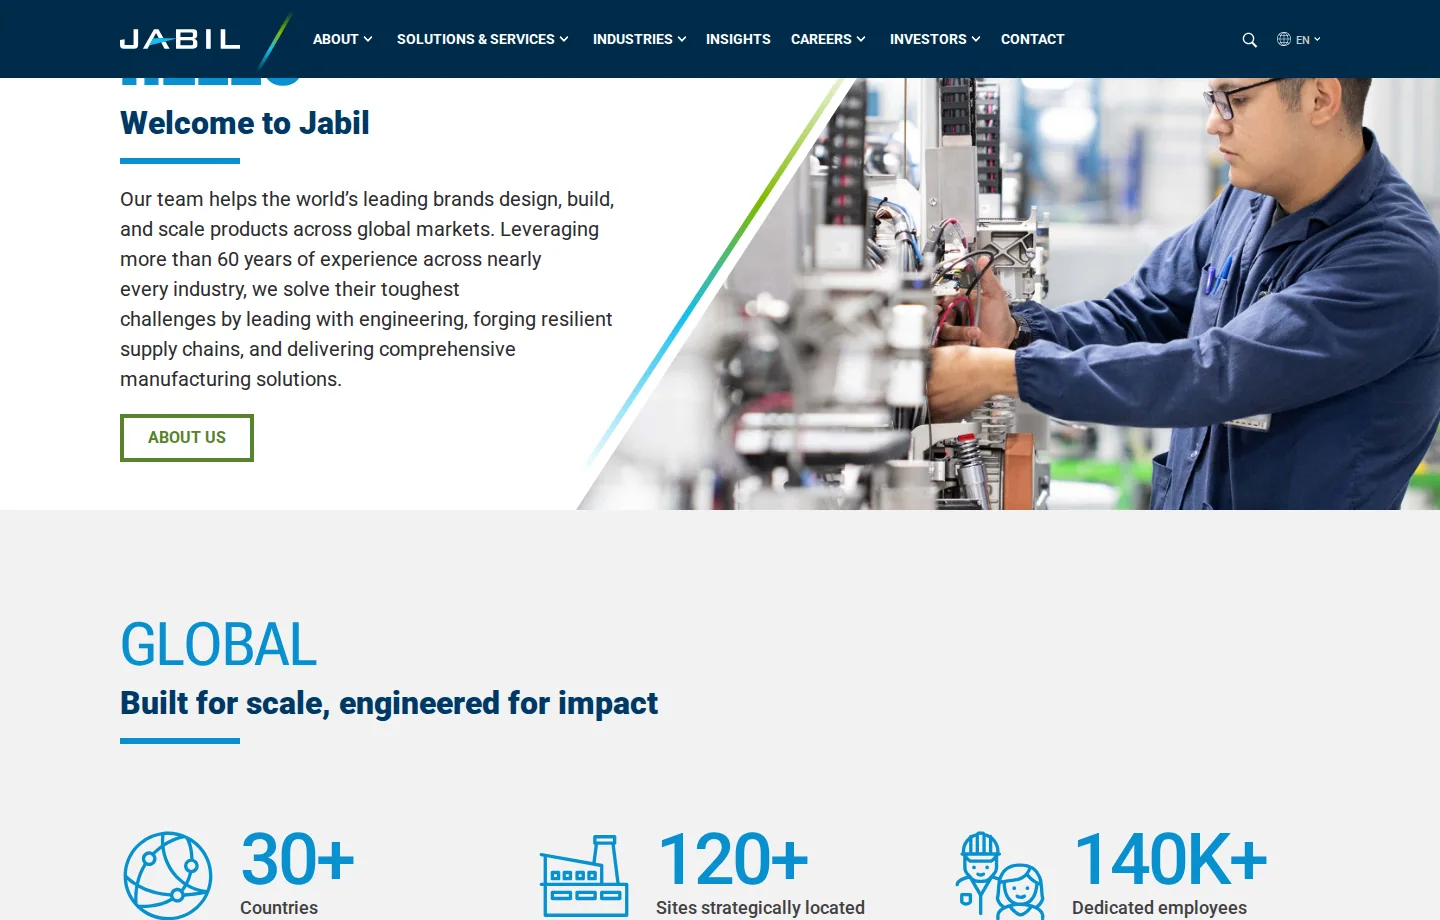 JABIL
ABOUT
SOLUTIONS & SERVICES
INDUSTRIES
INSIGHTS
CAREERS
INVESTORS
CONTACT
EN
Welcome to Jabil
Our team helps the world’s leading brands design, build,
and scale products across global markets. Leveraging
more than 60 years of experience across nearly
every industry, we solve their toughest
challenges by leading with engineering, forging resilient
supply chains, and delivering comprehensive
manufacturing solutions.
ABOUT US
GLOBAL
Built for scale, engineered for impact
30+
Countries
120+
Sites strategically located
140K+
Dedicated employees